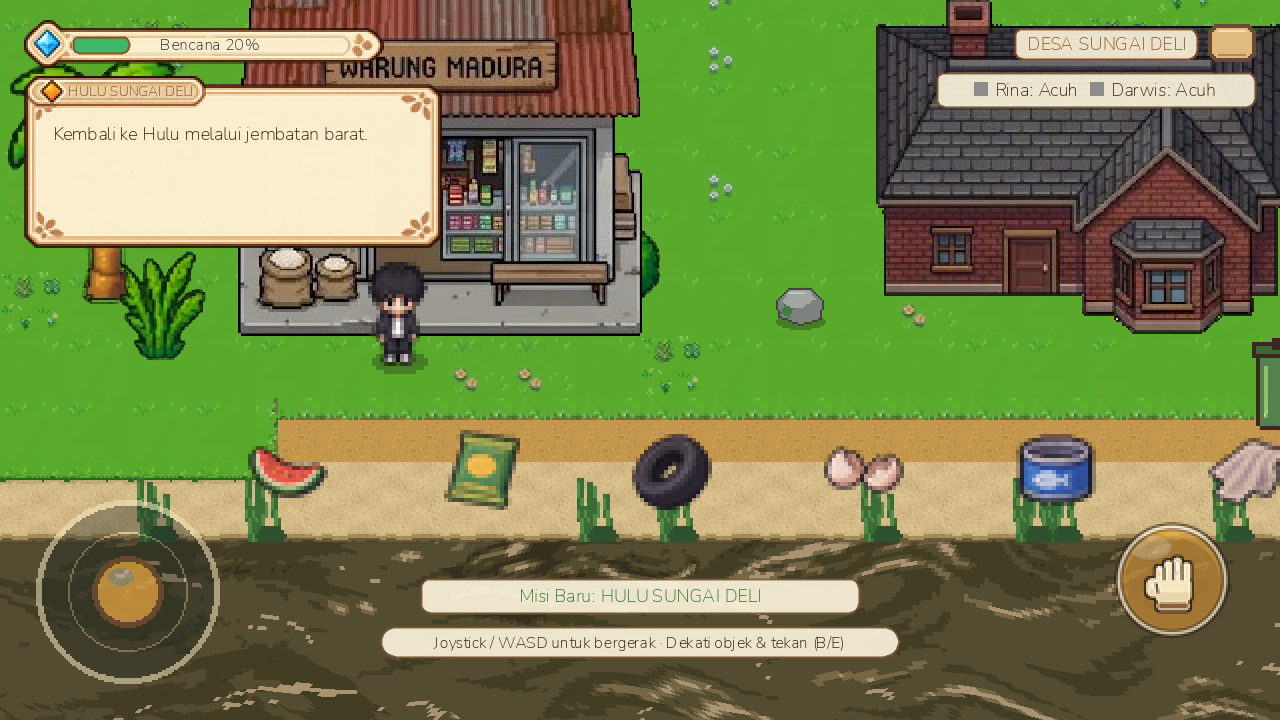 Bencana 20%
WARUNG MADURA
DESA SUNGAI DELI
HULU SUNGAI DELI
Rina: Acuh Darwis: Acuh
Kembali ke Hulu melalui jembatan barat.
Misi Baru: HULU SUNGAI DELI
Joystick / WASD untuk bergerak · Dekati objek & tekan (B/E)